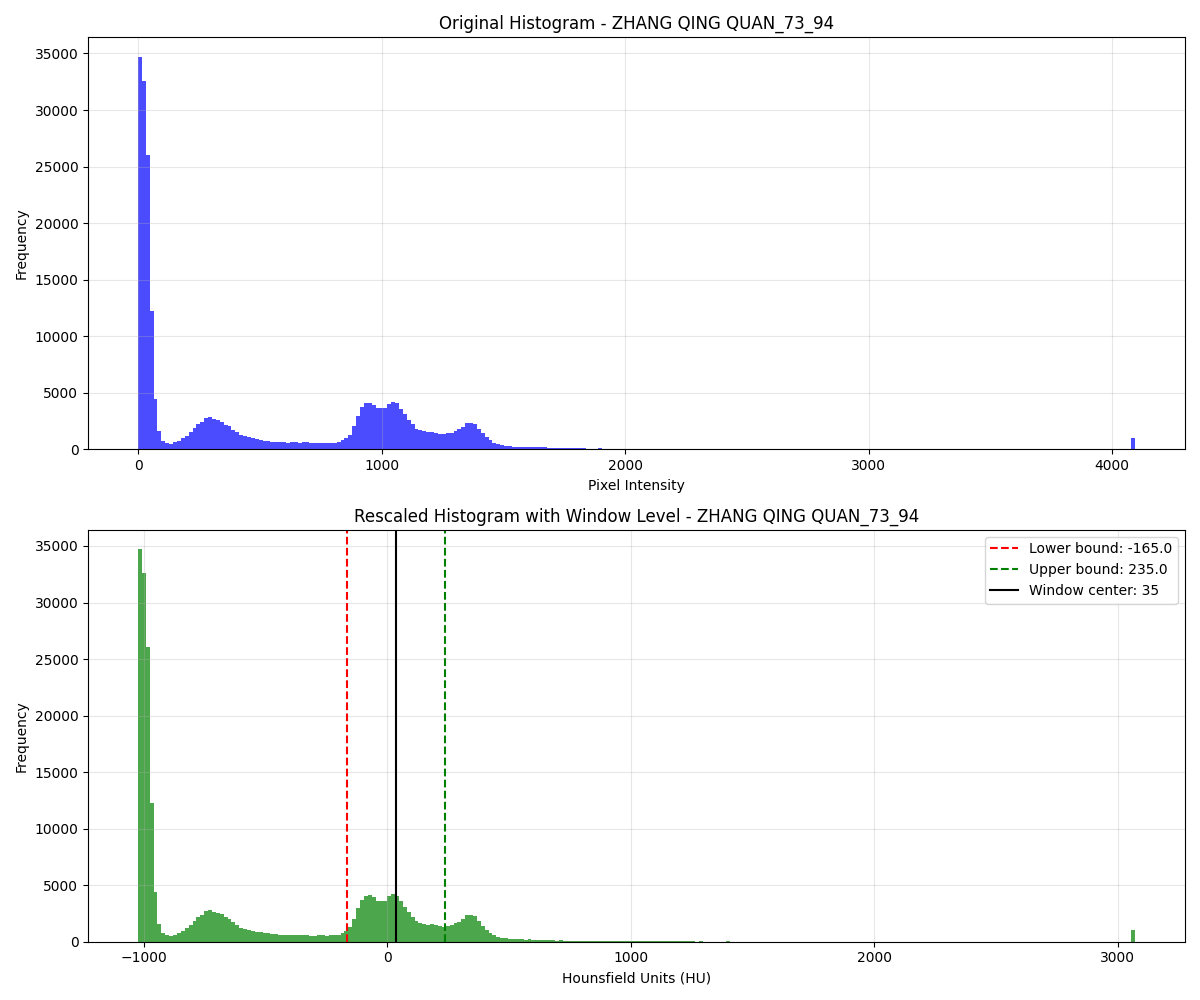 Original Histogram - ZHANG QING QUAN_73_94
35000
30000
25000
20000
15000
10000
5000
0
Frequency
0 1000 2000 3000 4000
Pixel Intensity
Rescaled Histogram with Window Level - ZHANG QING QUAN_73_94
Lower bound: -165.0
Upper bound: 235.0
Window center: 35
35000
30000
25000
20000
15000
10000
5000
0
Frequency
−1000 0 1000 2000 3000
Hounsfield Units (HU)